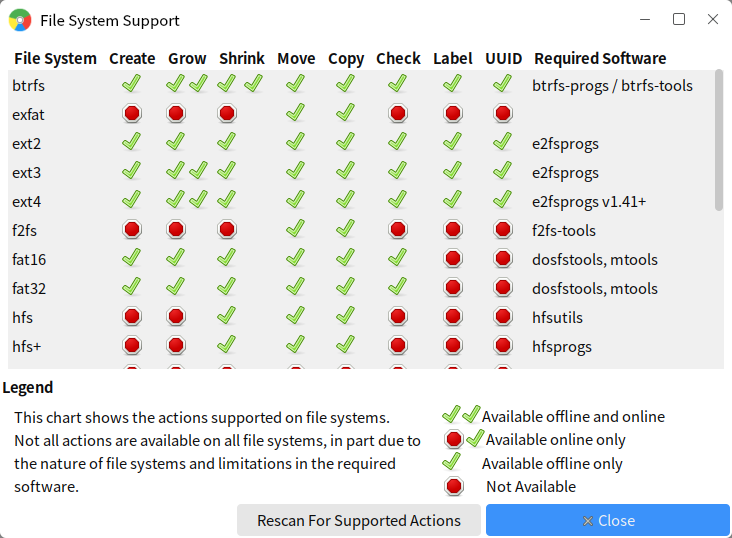 File System Support
File System Create Grow Shrink Move Copy Check Label UUID Required Software
btrfs btrfs-progs / btrfs-tools
exfat
ext2 e2fsprogs
ext3 e2fsprogs
ext4 e2fsprogs v1.41+
f2fs f2fs-tools
fat16 dosfstools, mtools
fat32 dosfstools, mtools
hfs hfsutils
hfs+ hfsprogs
Legend
This chart shows the actions supported on file systems.
Not all actions are available on all file systems, in part due to
the nature of file systems and limitations in the required
software.
Available offline and online
Available online only
Available offline only
Not Available
Rescan For Supported Actions
Close